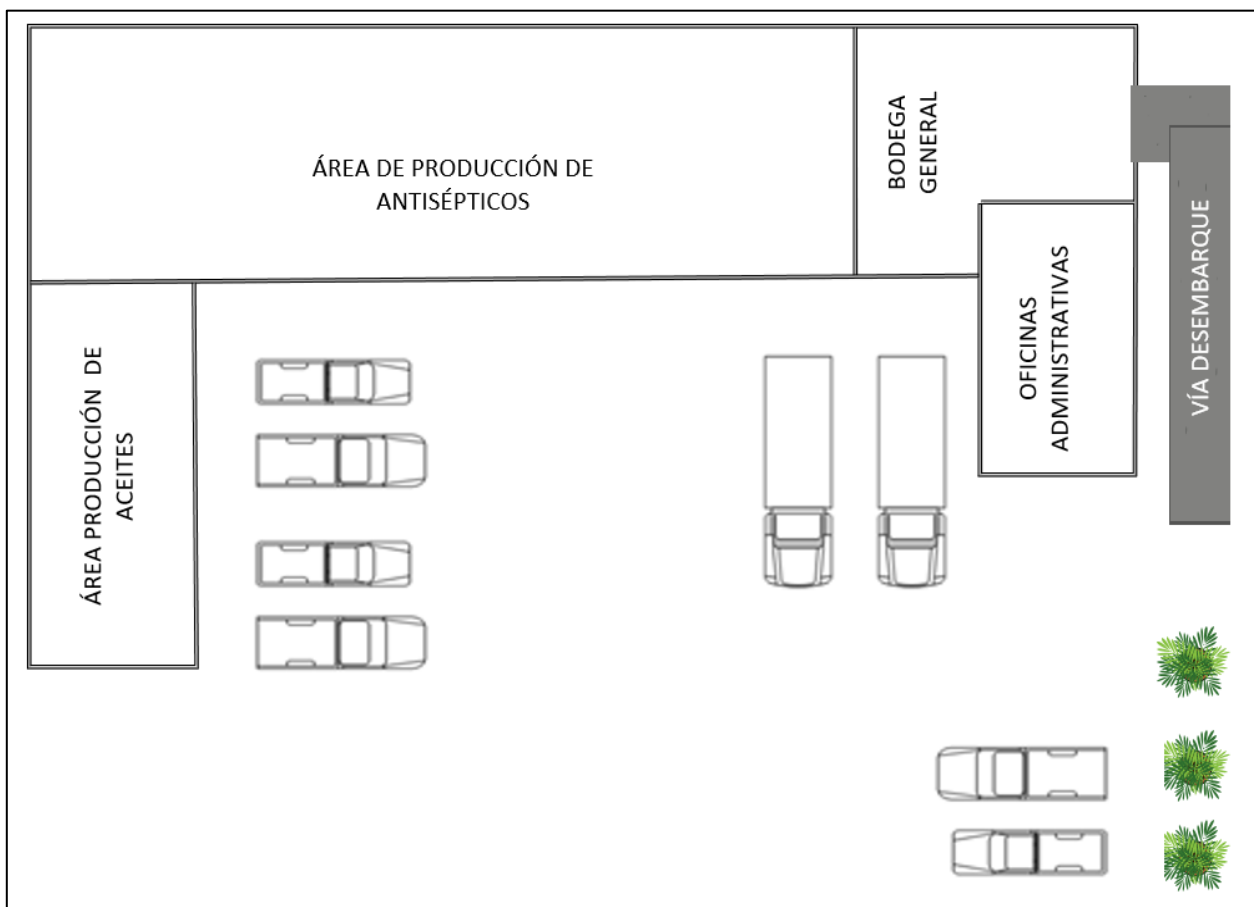 ÁREA DE PRODUCCIÓN DE
ANTISÉPTICOS
BODEGA
GENERAL
ÁREA PRODUCCIÓN DE
ACEITES
OFICINAS
ADMINISTRATIVAS
VÍA DESEMBARQUE